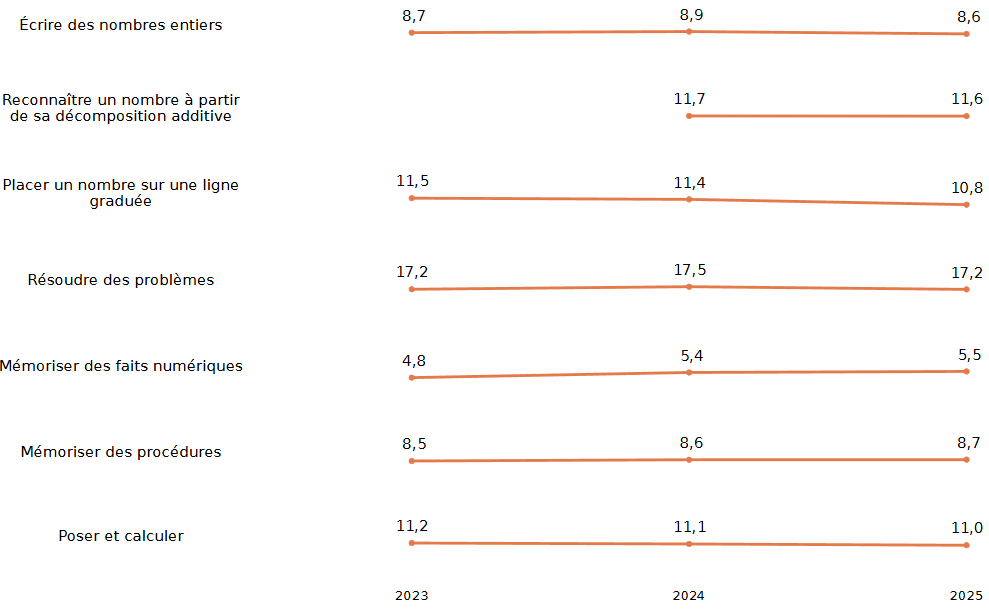 Écrire des nombres entiers
8,7
8,9
8,6
Reconnaître un nombre à partir
de sa décomposition additive
11,7
11,6
Placer un nombre sur une ligne
graduée
11,5
11,4
10,8
Résoudre des problèmes
17,2
17,5
17,2
Mémoriser des faits numériques
4,8
5,4
5,5
Mémoriser des procédures
8,5
8,6
8,7
Poser et calculer
11,2
11,1
11,0
2023
2024
2025